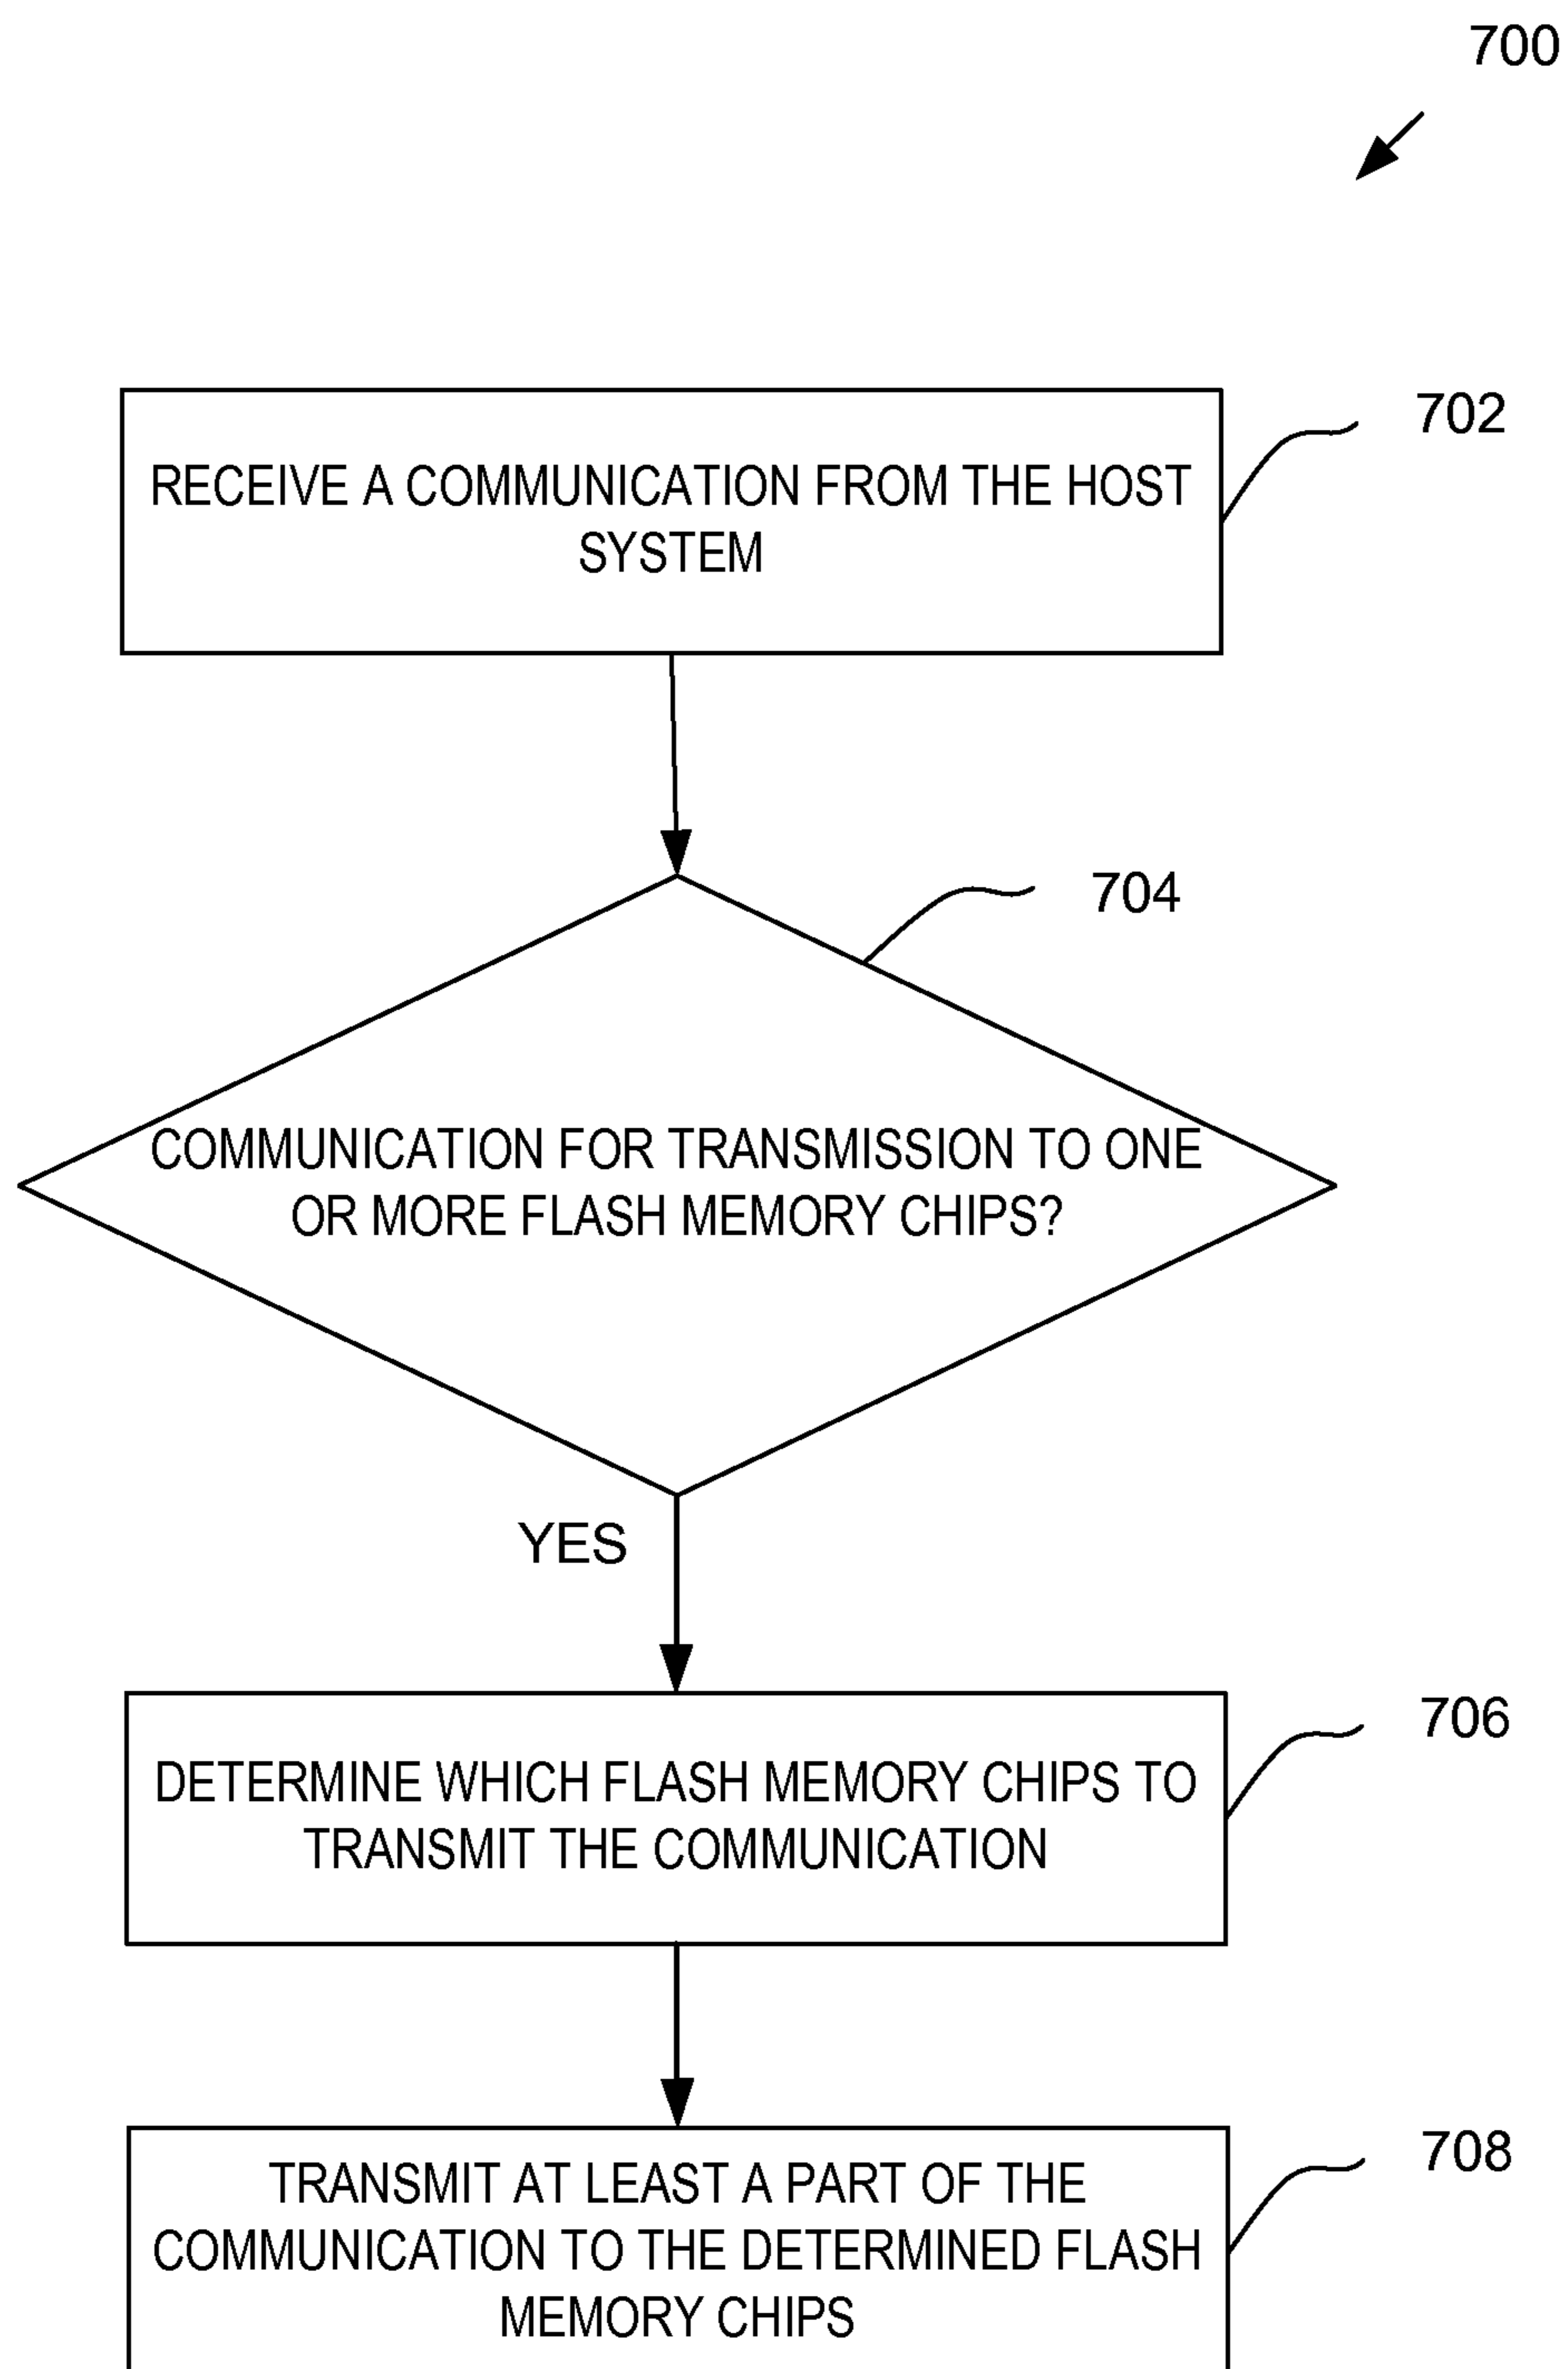 700
702
RECEIVE A COMMUNICATION FROM THE HOST
SYSTEM
704
COMMUNICATION FOR TRANSMISSION TO ONE
OR MORE FLASH MEMORY CHIPS?
YES
706
DETERMINE WHICH FLASH MEMORY CHIPS TO
TRANSMIT THE COMMUNICATION
708
TRANSMIT AT LEAST A PART OF THE
COMMUNICATION TO THE DETERMINED FLASH
MEMORY CHIPS